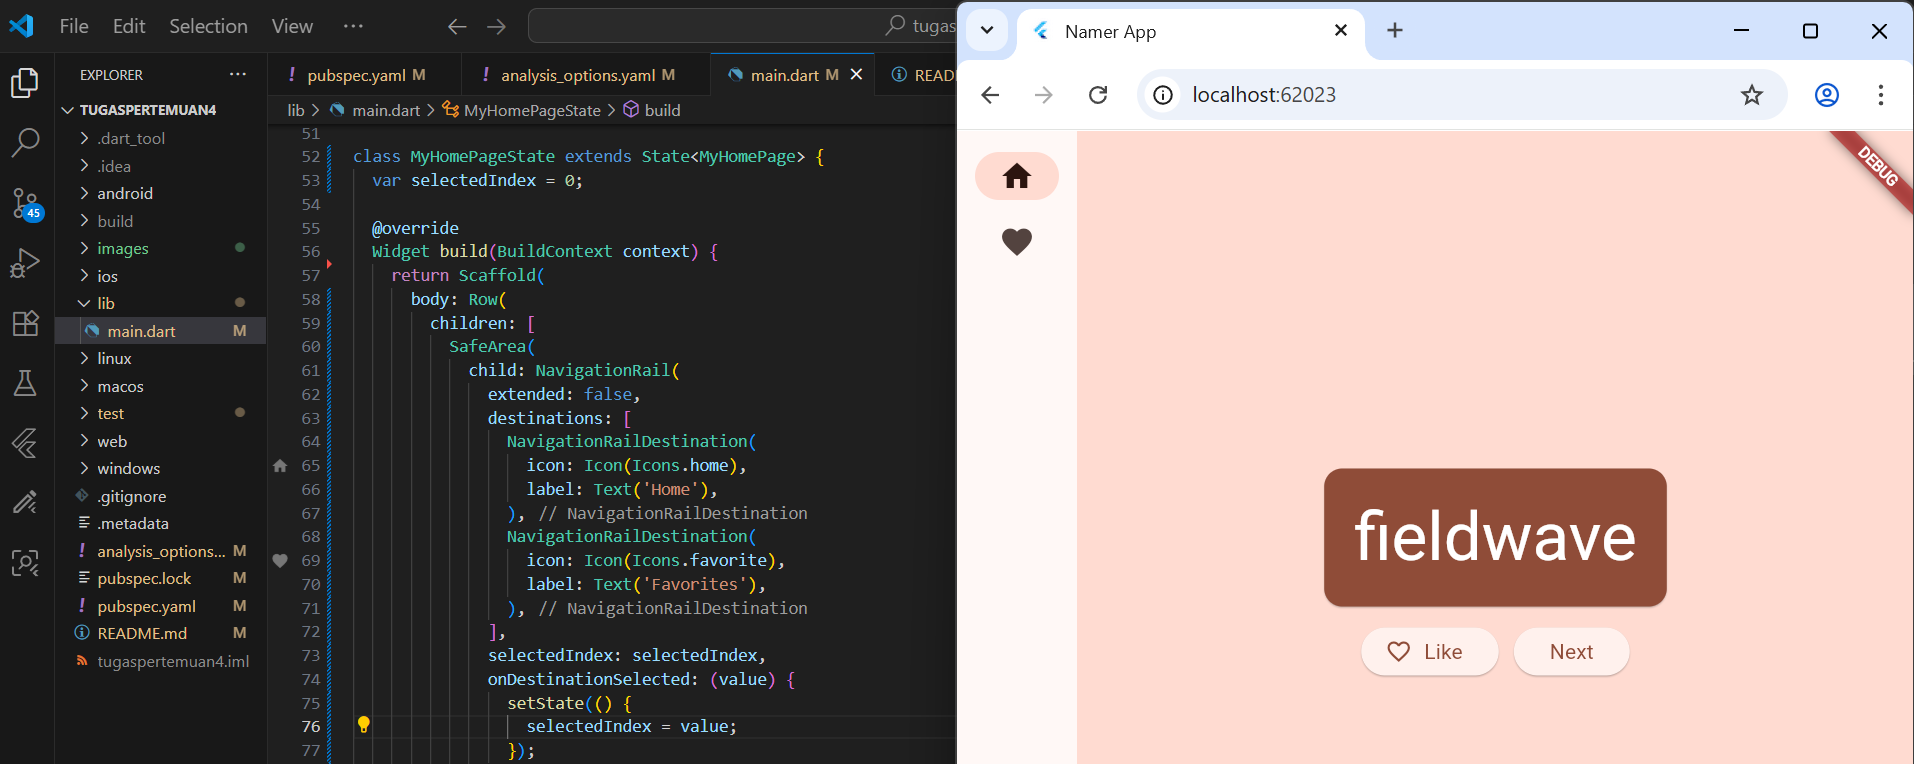 File Edit Selection View ··· tugas
EXPLORER ···
TUGASPERTEMUAN4
.dart_tool
.idea
android
build
images
ios
lib
main.dart M
linux
macos
test
web
windows
.gitignore
.metadata
! analysis_options... M
pubspec.lock M
! pubspec.yaml M
README.md M
tugaspertemuan4.iml
45
! pubspec.yaml M ! analysis_options.yaml M main.dart M READ
lib > main.dart > MyHomePageState > build
51
52 class MyHomePageState extends State<MyHomePage> {
53 var selectedIndex = 0;
54
55 @override
56 Widget build(BuildContext context) {
57 return Scaffold(
58 body: Row(
59 children: [
60 SafeArea(
61 child: NavigationRail(
62 extended: false,
63 destinations: [
64 NavigationRailDestination(
65 icon: Icon(Icons.home),
66 label: Text('Home'),
67 ), // NavigationRailDestination
68 NavigationRailDestination(
69 icon: Icon(Icons.favorite),
70 label: Text('Favorites'),
71 ), // NavigationRailDestination
72 ],
73 selectedIndex: selectedIndex,
74 onDestinationSelected: (value) {
75 setState(() {
76 selectedIndex = value;
77 });
Namer App
localhost:62023
DEBUG
fieldwave
Like Next